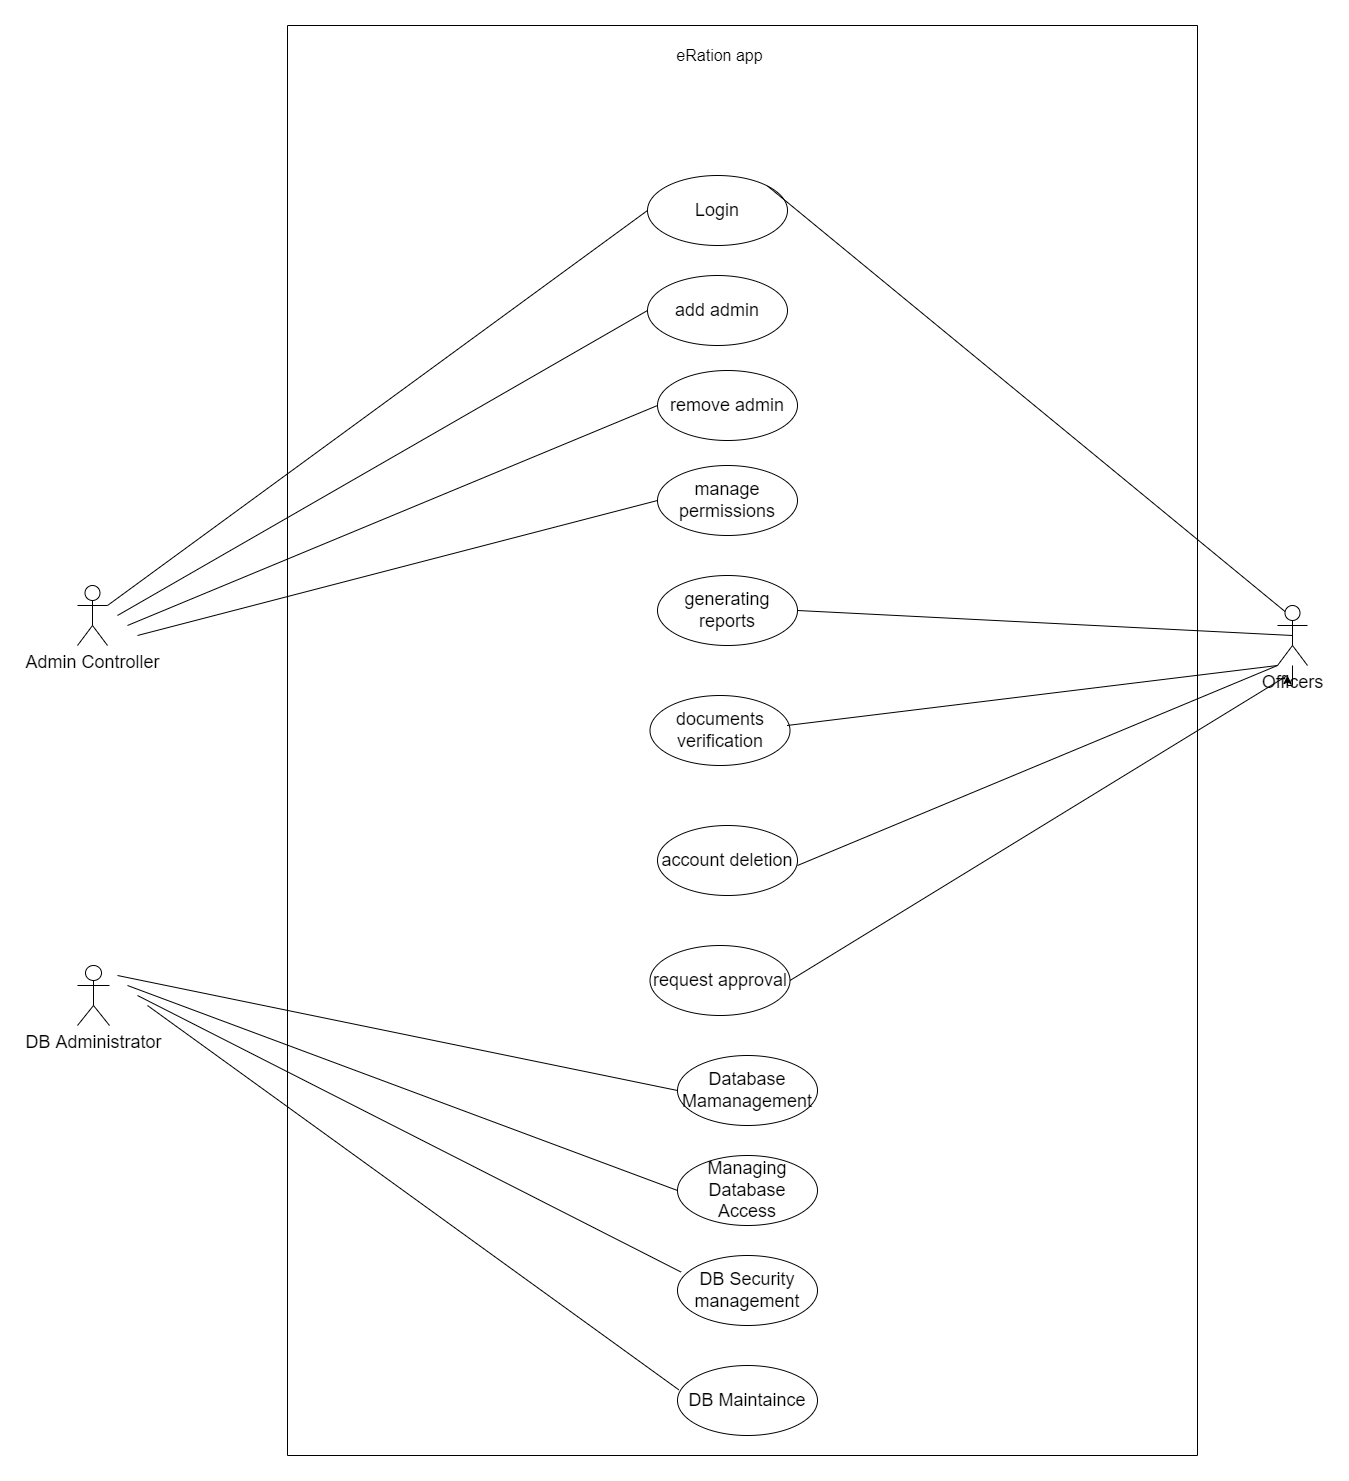 eRation app
Login
add admin
remove admin
manage
permissions
generating
reports
Admin Controller
Officers
documents
verification
account deletion
request approval
DB Administrator
Database
Mamanagement
Managing
Database
Access
DB Security
management
DB Maintaince